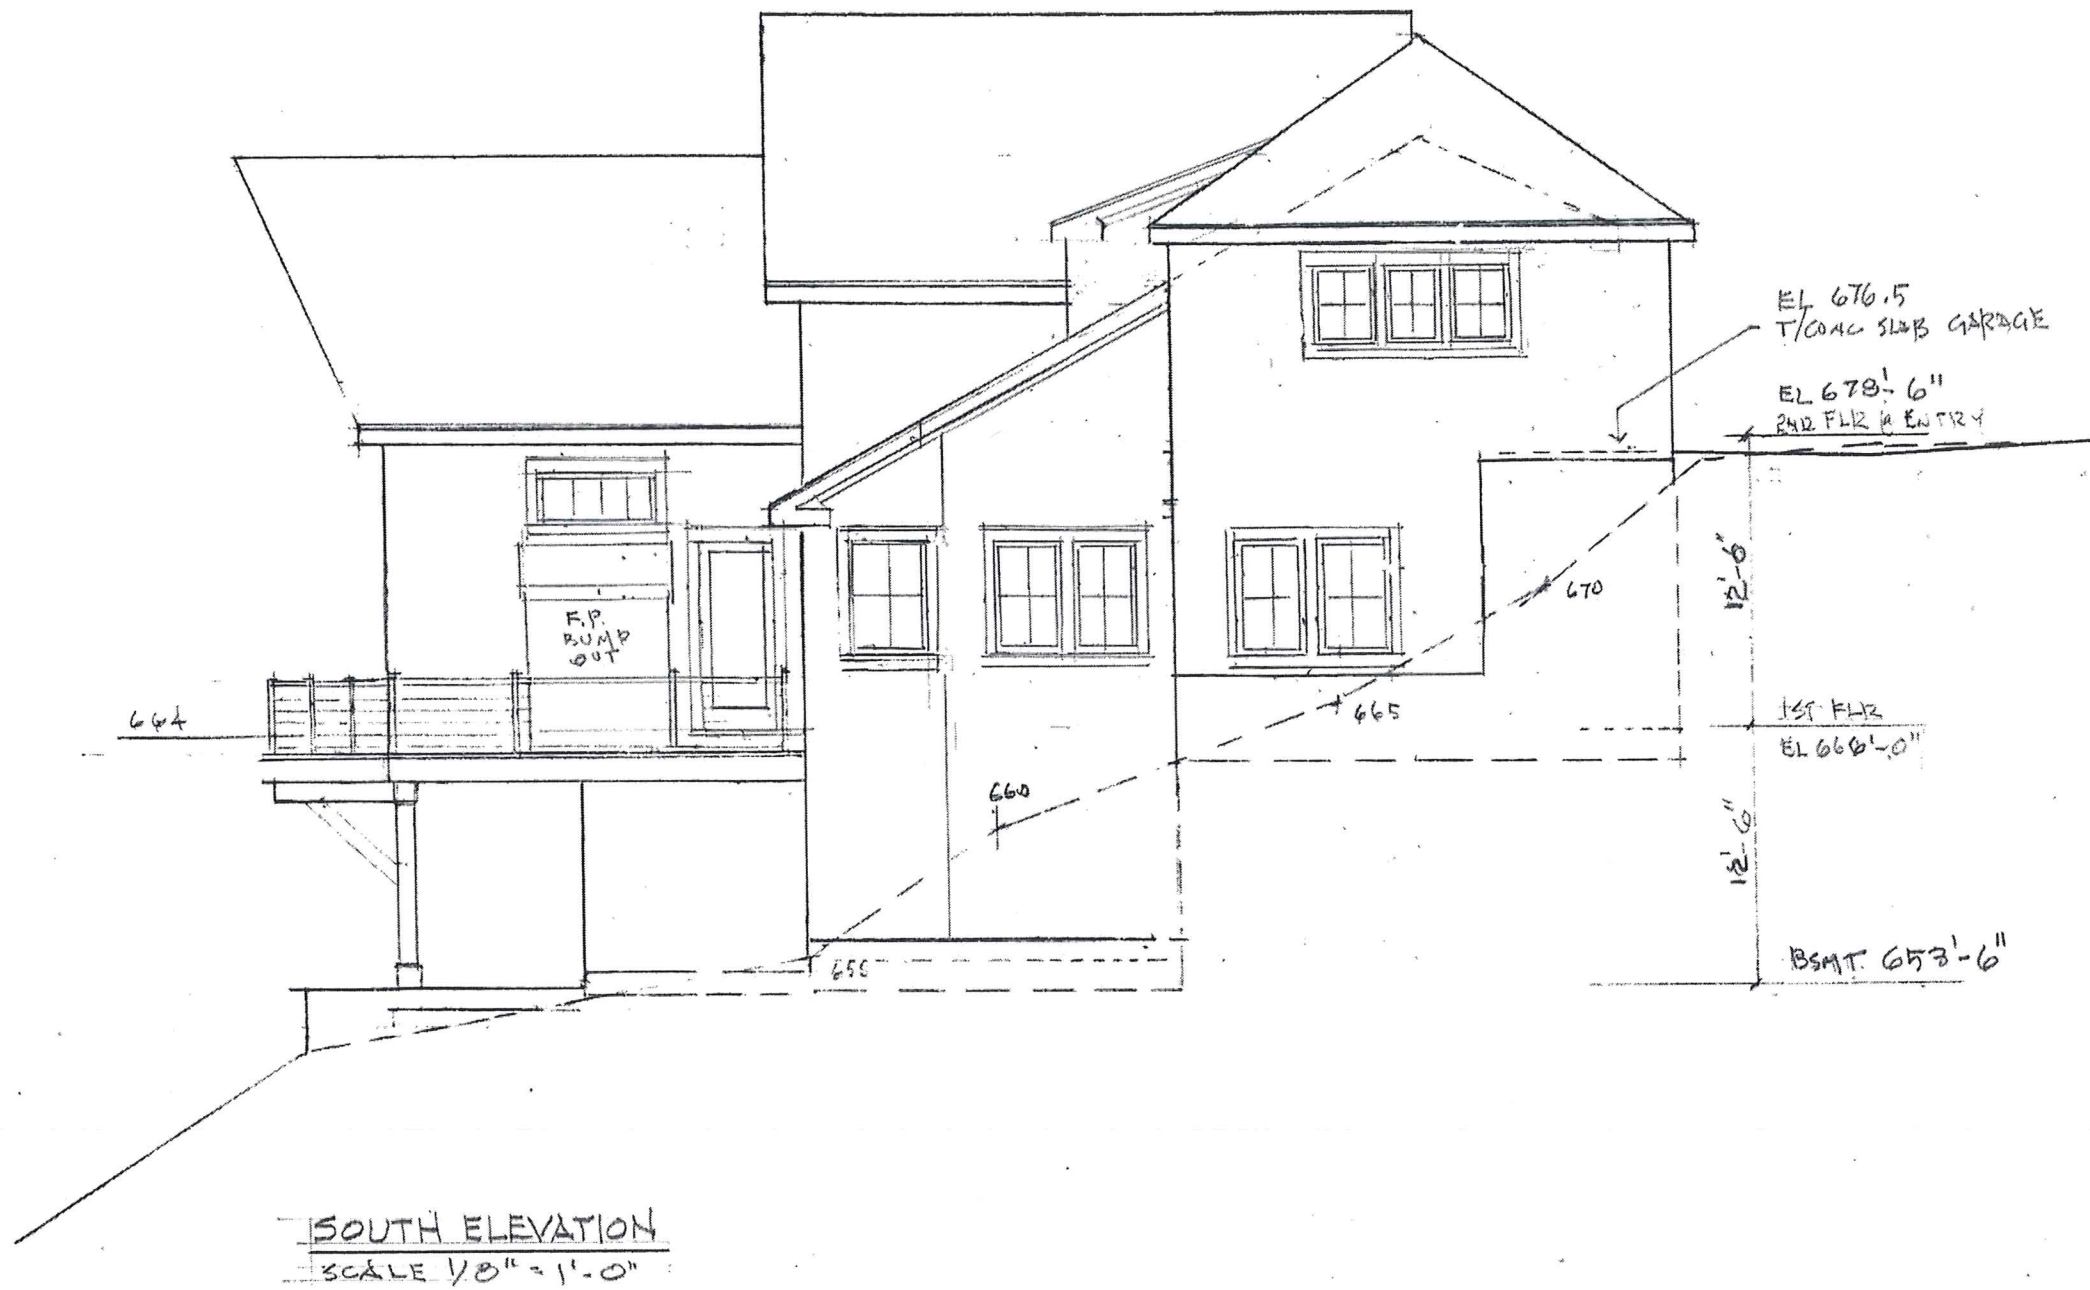 EL 676.5
T/CONC SLAB GARAGE
EL 678'-6"
2ND FLR @ ENTRY
12'-6"
670
F.P.
BUMP
OUT
664
665
1ST FLR
EL 666'-0"
660
12'-6"
655
BSMT. 653'-6"
SOUTH ELEVATION
SCALE 1/8" = 1'-0"